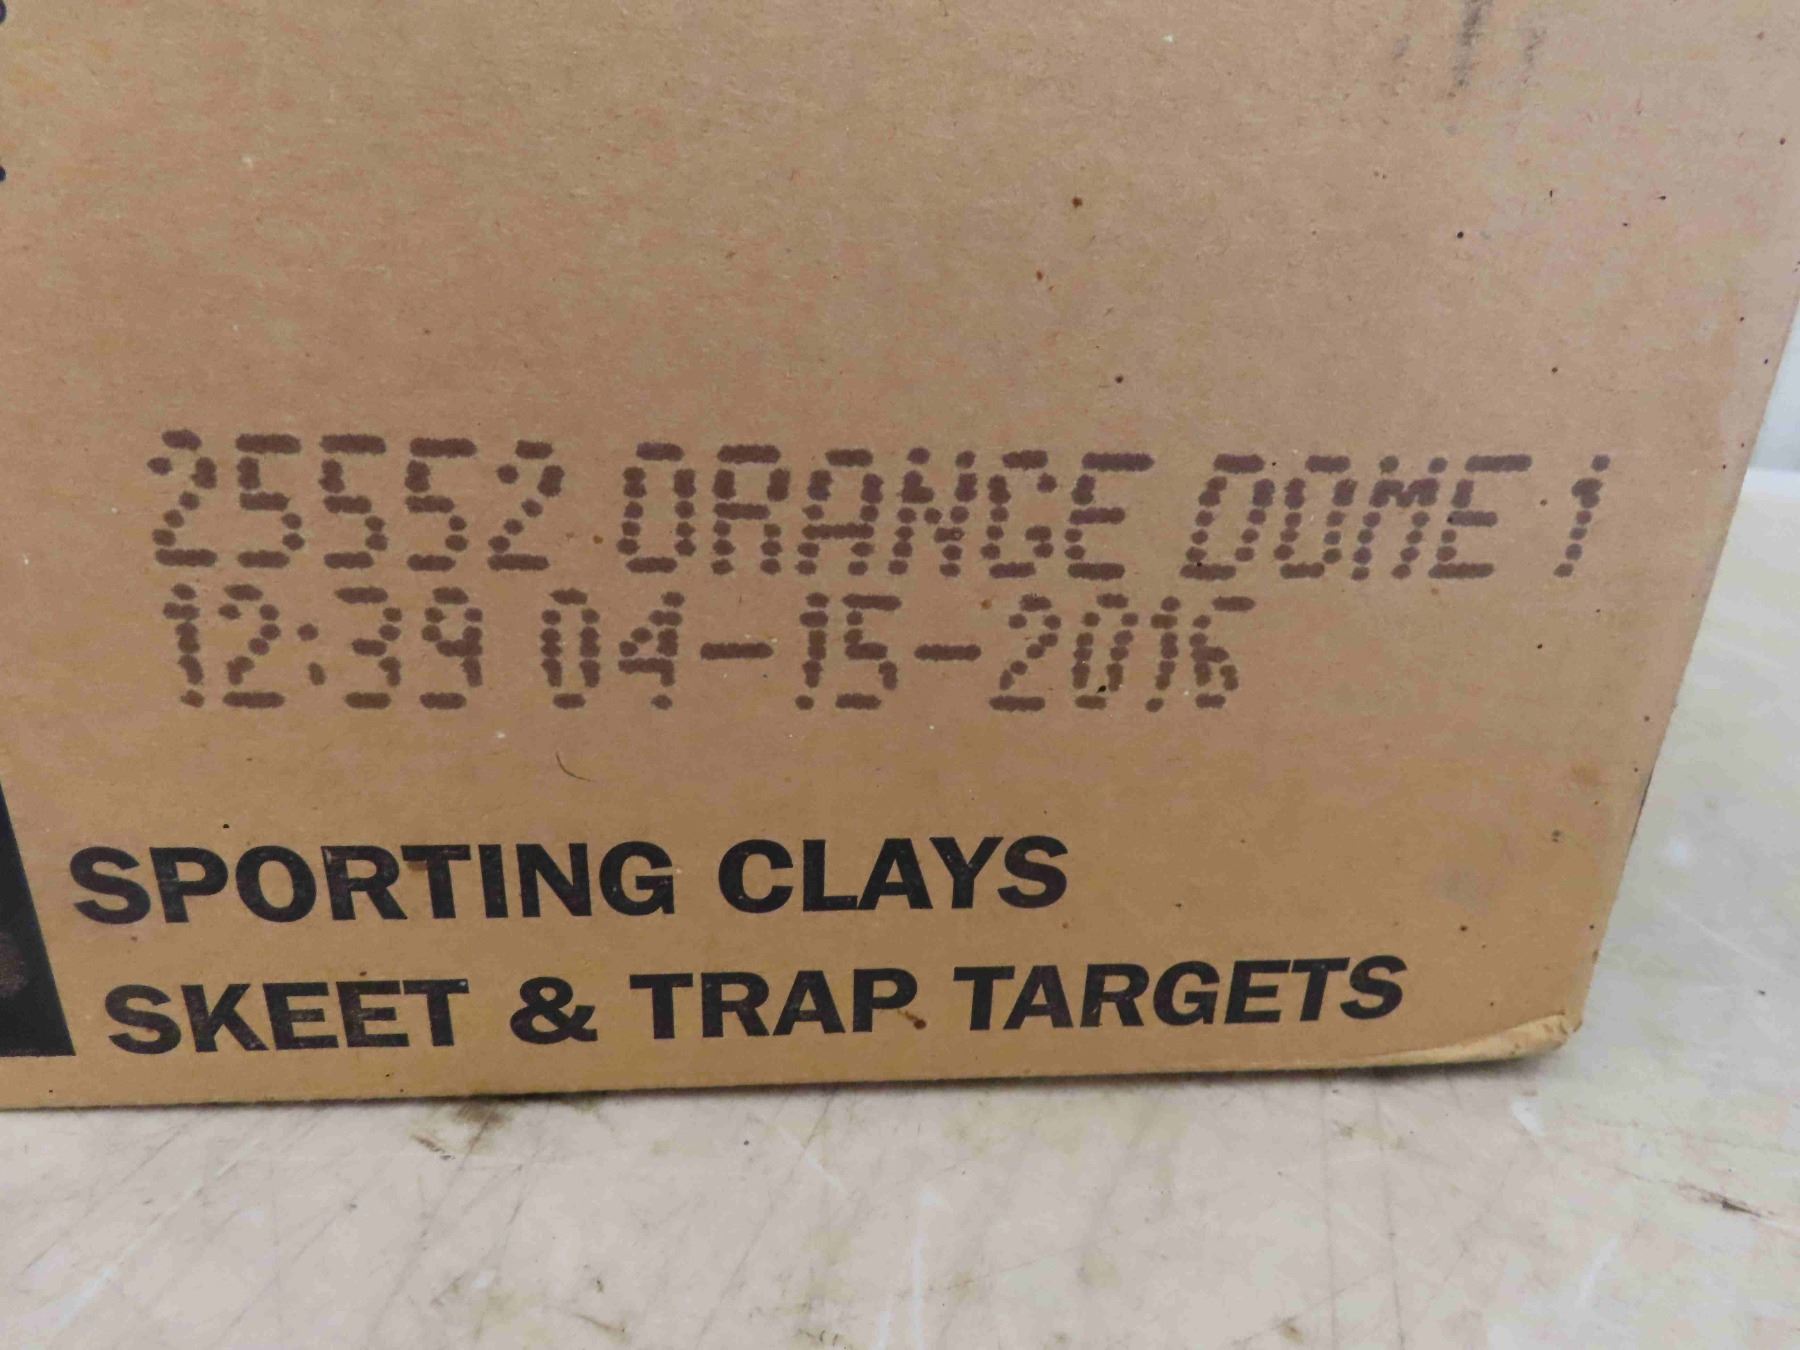 25552 ORANGE DOME 1
12:39 04-15-2016
SPORTING CLAYS
SKEET & TRAP TARGETS